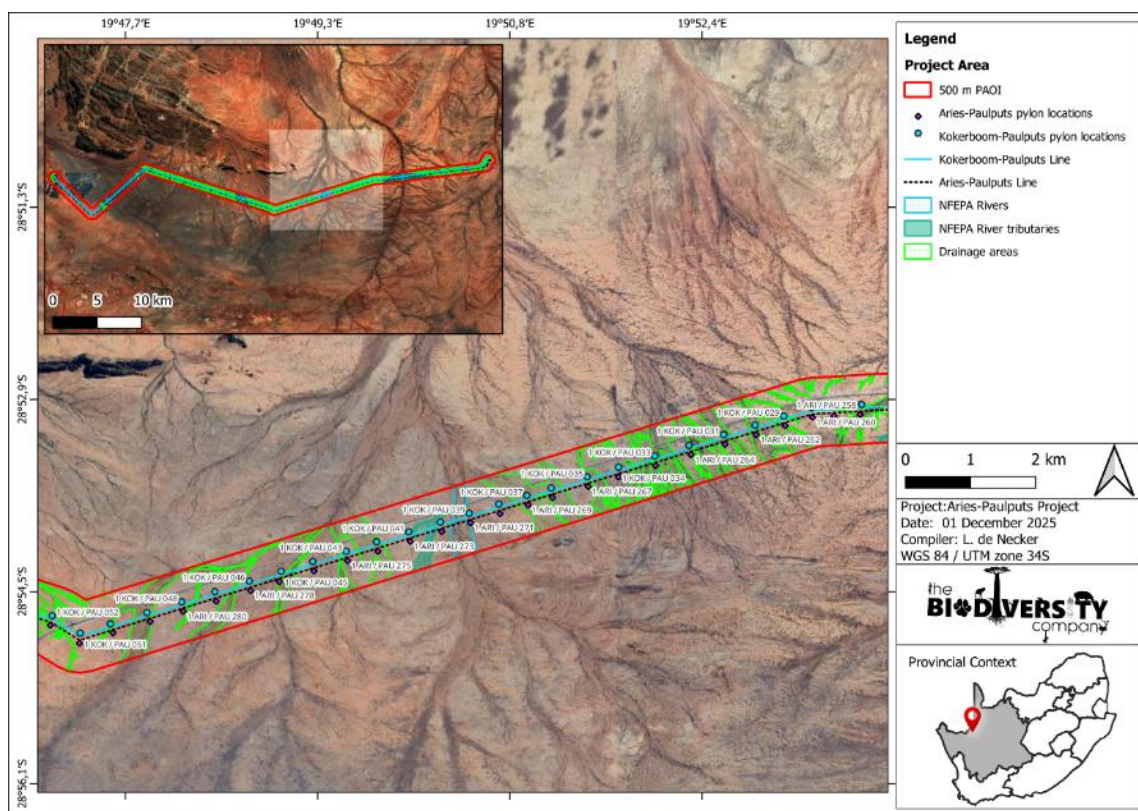 19°47,7'E
19°49,3'E
19°50,8'E
19°52,4'E
28°51,3'S
28°52,9'S
28°54,5'S
28°56,1'S
0 5 10 km
1 ARI / PAU 258
1 KOK / PAU 029
1 ARI / PAU 260
1 KOK / PAU 031
1 ARI / PAU 262
1 KOK / PAU 033
1 ARI / PAU 264
1 KOK / PAU 035
1 KOK / PAU 034
1 KOK / PAU 037
1 ARI / PAU 267
1 KOK / PAU 039
1 ARI / PAU 269
1 KOK / PAU 041
1 ARI / PAU 271
1 KOK / PAU 043
1 ARI / PAU 273
1 KOK / PAU 046
1 ARI / PAU 275
1 KOK / PAU 048
1 KOK / PAU 045
1 ARI / PAU 278
1 KOK / PAU 052
1 ARI / PAU 280
1 KOK / PAU 051
Legend
Project Area
500 m PAOI
Aries-Paulputs pylon locations
Kokerboom-Paulputs pylon locations
Kokerboom-Paulputs Line
Aries-Paulputs Line
NFEPA Rivers
NFEPA River tributaries
Drainage areas
0 1 2 km
Project:Aries-Paulputs Project
Date: 01 December 2025
Compiler: L. de Necker
WGS 84 / UTM zone 34S
the
BIODIVERSITY
company
Provincial Context